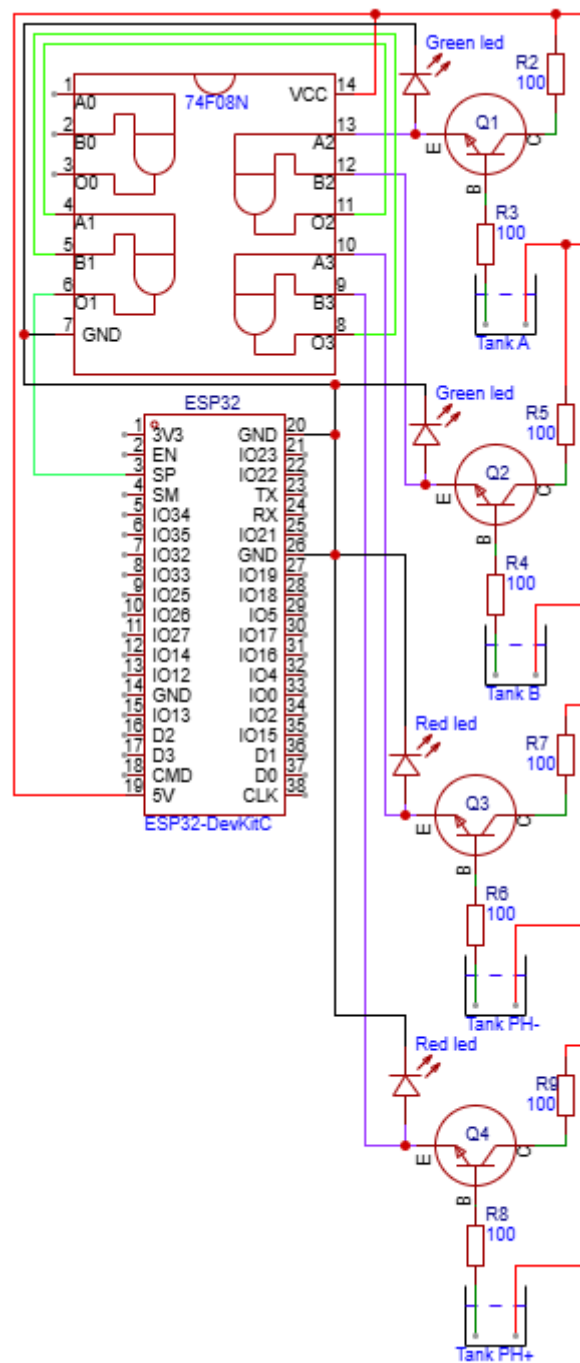 Green led
R2
100
1
A0
74F08N
14
VCC
2
B0
A2
13
3
O0
B2
12
4
A1
O2
11
5
B1
A3
10
6
O1
B3
9
7
GND
O3
8
E
Q1
C
B
R3
100
Tank A
ESP32
1
3V3
2
EN
3
SP
4
SM
5
IO34
6
IO35
7
IO32
8
IO33
9
IO25
10
IO26
11
IO27
12
IO14
13
IO12
14
GND
15
IO13
16
D2
17
D3
18
CMD
19
5V
GND
20
IO23
21
IO22
22
TX
23
RX
24
IO21
25
GND
26
IO19
27
IO18
28
IO5
29
IO17
30
IO16
31
IO4
32
IO0
33
IO2
34
IO15
35
D1
36
D0
37
CLK
38
ESP32-DevKitC
Green led
R5
100
E
Q2
C
B
R4
100
Tank B
Red led
R7
100
E
Q3
C
B
R6
100
Tank PH-
Red led
R9
100
E
Q4
C
B
R8
100
Tank PH+